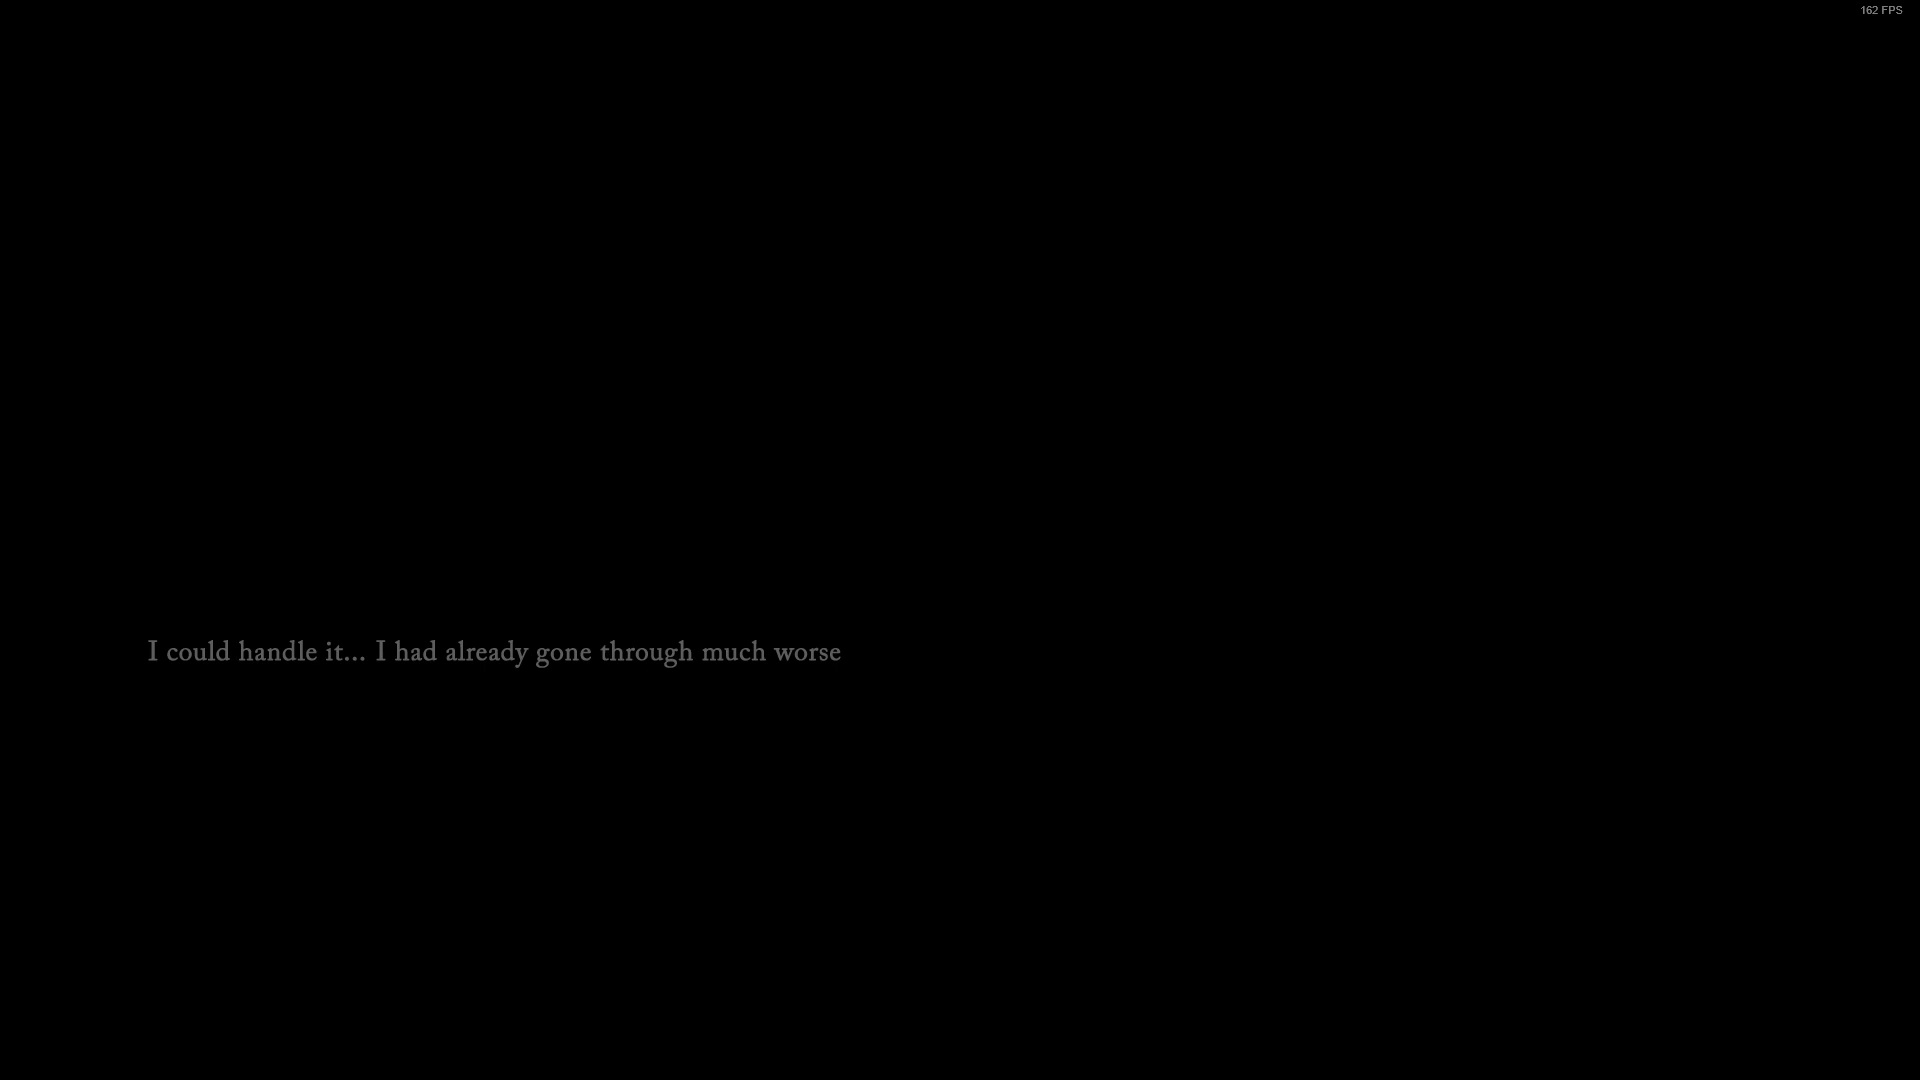 162 FPS
I could handle it... I had already gone through much worse